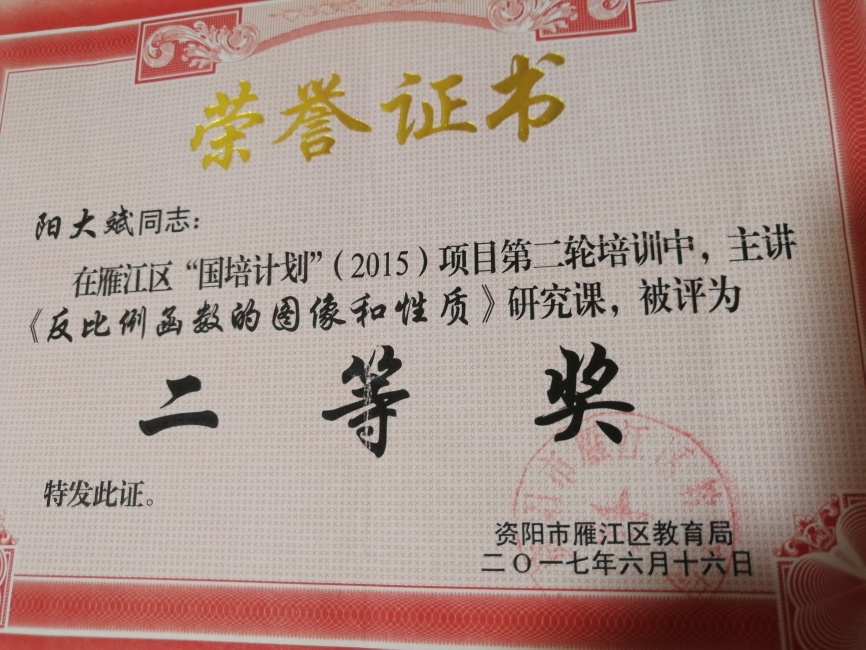 荣誉证书
阳大斌同志：
在雁江区“国培计划”（2015）项目第二轮培训中，主讲
《反比例函数的图像和性质》研究课，被评为
二等奖
特发此证。
资阳市雁江区教育局
二〇一七年六月十六日